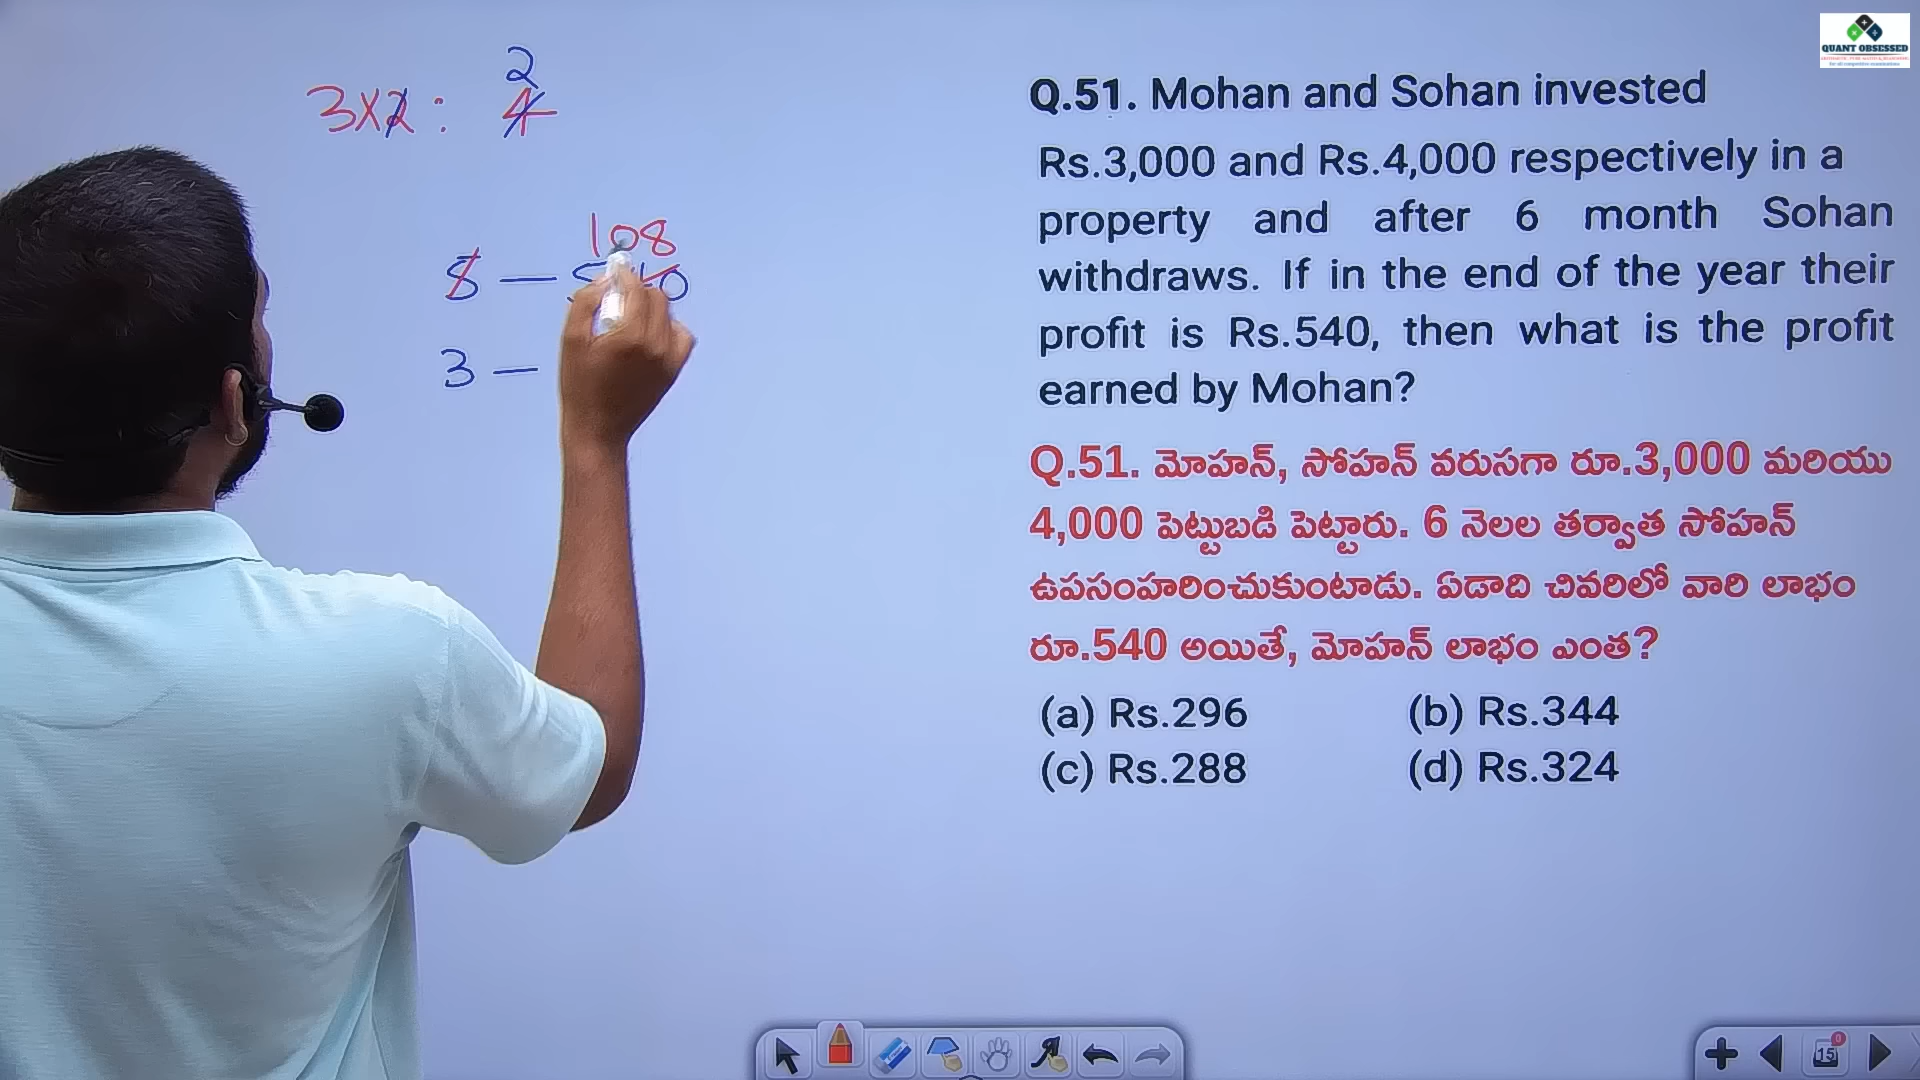 QUANT OBSESSED
2
3x2 : 4
108
5 — 540
3 —
Q.51. Mohan and Sohan invested
Rs.3,000 and Rs.4,000 respectively in a
property and after 6 month Sohan
withdraws. If in the end of the year their
profit is Rs.540, then what is the profit
earned by Mohan?
Q.51. మోహన్, సోహన్ వరుసగా రూ.3,000 మరియు
4,000 పెట్టుబడి పెట్టారు. 6 నెలల తర్వాత సోహన్
ఉపసంహరించుకుంటాడు. ఏడాది చివరిలో వారి లాభం
రూ.540 అయితే, మోహన్ లాభం ఎంత?
(a) Rs.296 (b) Rs.344
(c) Rs.288 (d) Rs.324
15
0